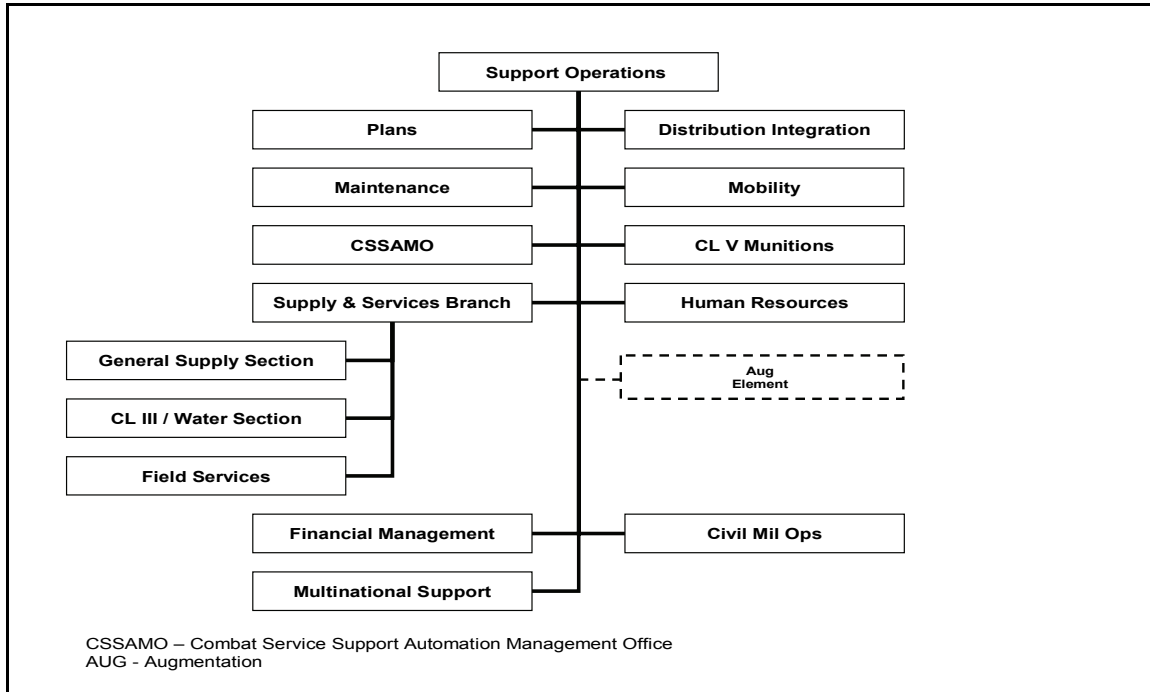 Support Operations
Plans
Distribution Integration
Maintenance
Mobility
CSSAMO
CL V Munitions
Supply & Services Branch
Human Resources
General Supply Section
Aug
Element
CL III / Water Section
Field Services
Financial Management
Civil Mil Ops
Multinational Support
CSSAMO – Combat Service Support Automation Management Office
AUG - Augmentation